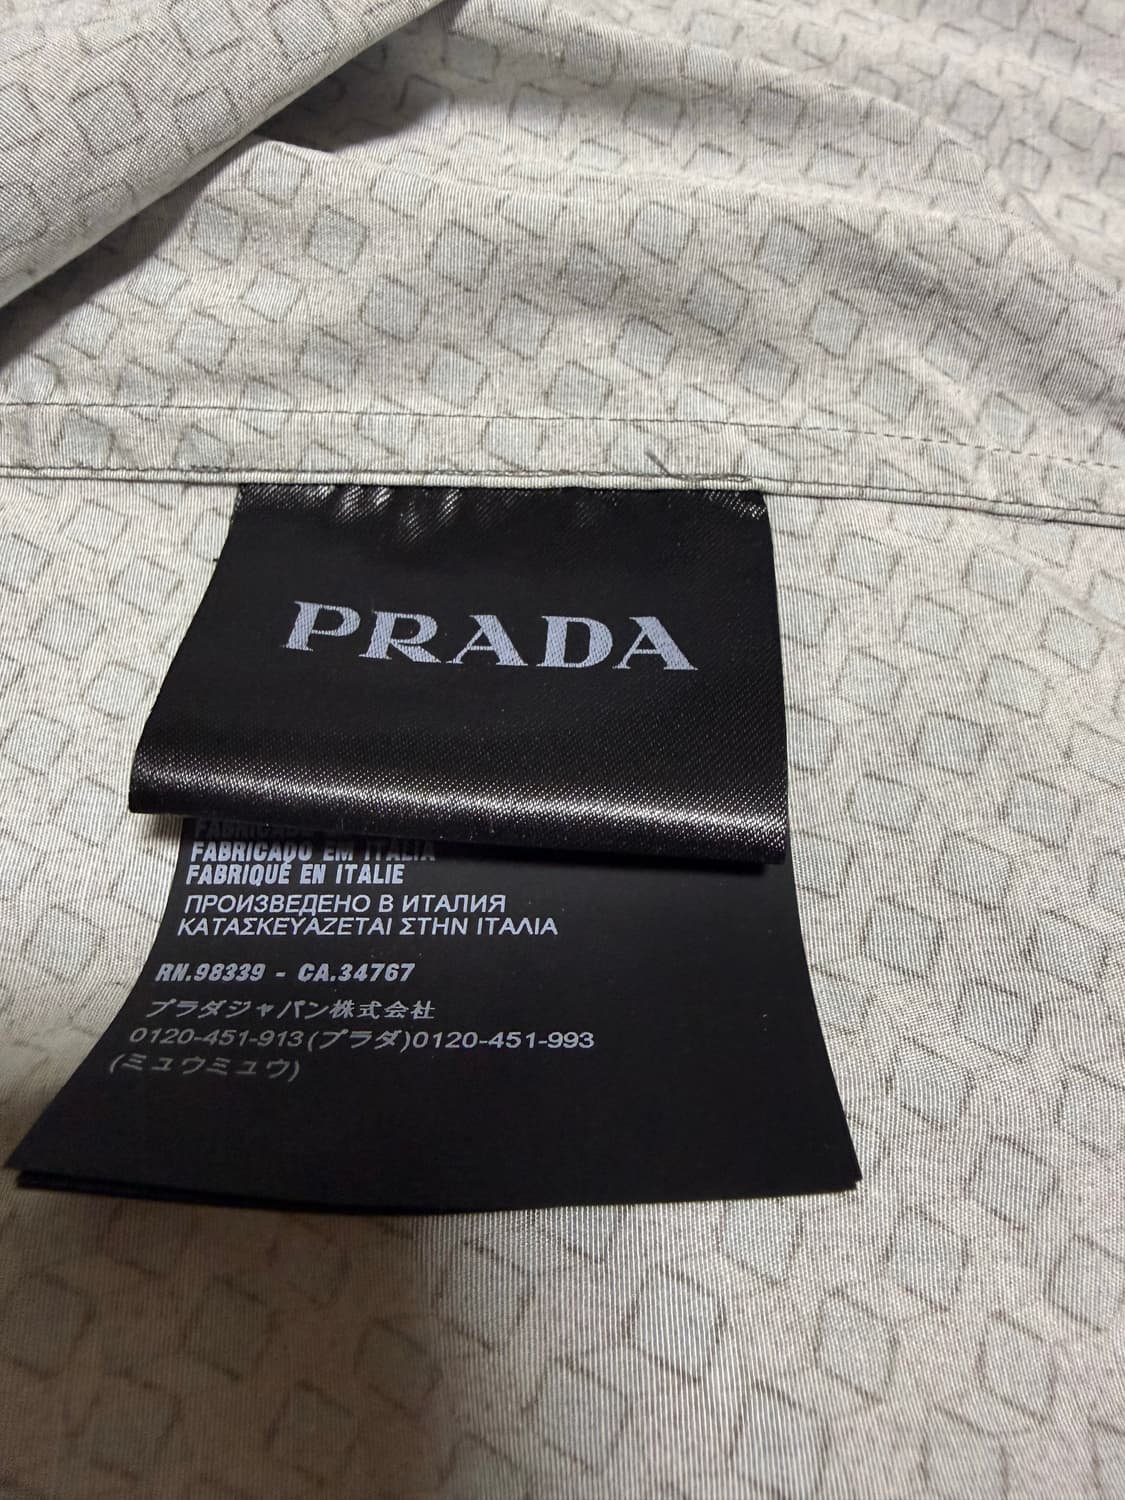 PRADA
FABRICADO EM ITALIA
FABRIQUÉ EN ITALIE
ПРОИЗВЕДЕНО В ИТАЛИЯ
ΚΑΤΑΣΚΕΥΑΖΕΤΑΙ ΣΤΗΝ ΙΤΑΛΙΑ
RN.98339 - CA.34767
プラダジャパン株式会社
0120-451-913(プラダ)0120-451-993
(ミュウミュウ)